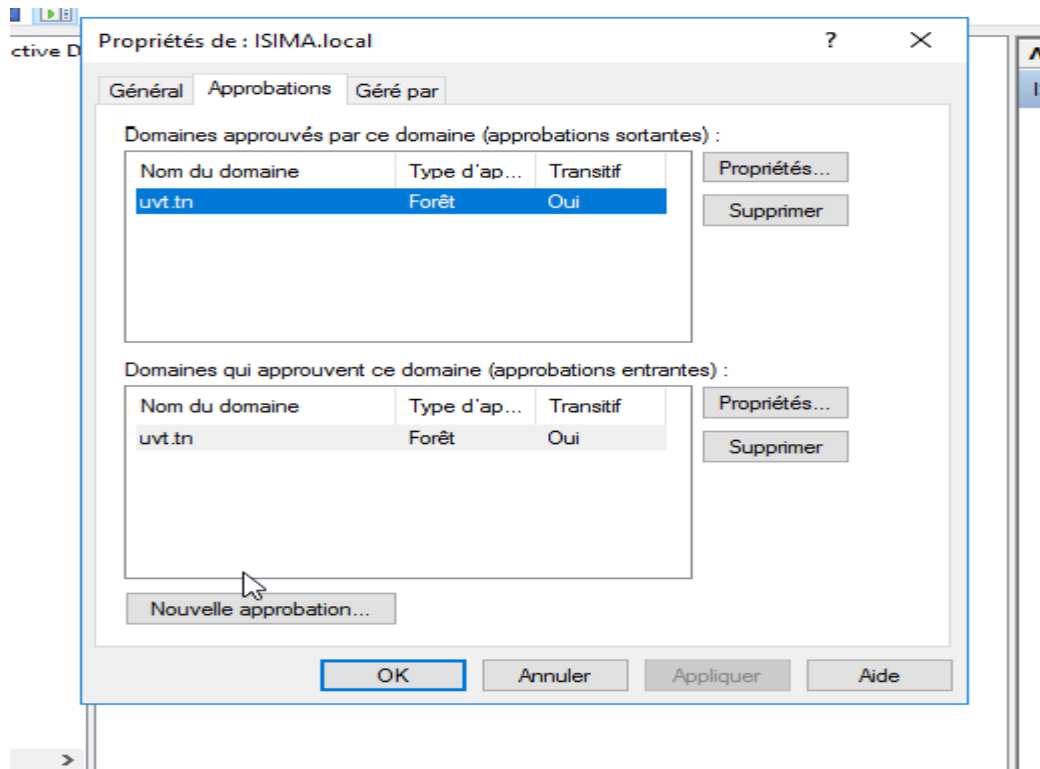 ctive D
Propriétés de : ISIMA.local ? ×
Général Approbations Géré par
Domaines approuvés par ce domaine (approbations sortantes) :
Nom du domaine Type d'ap... Transitif Propriétés...
uvt.tn Forêt Oui
Supprimer
Domaines qui approuvent ce domaine (approbations entrantes) :
Nom du domaine Type d'ap... Transitif Propriétés...
uvt.tn Forêt Oui
Supprimer
Nouvelle approbation...
OK Annuler Appliquer Aide